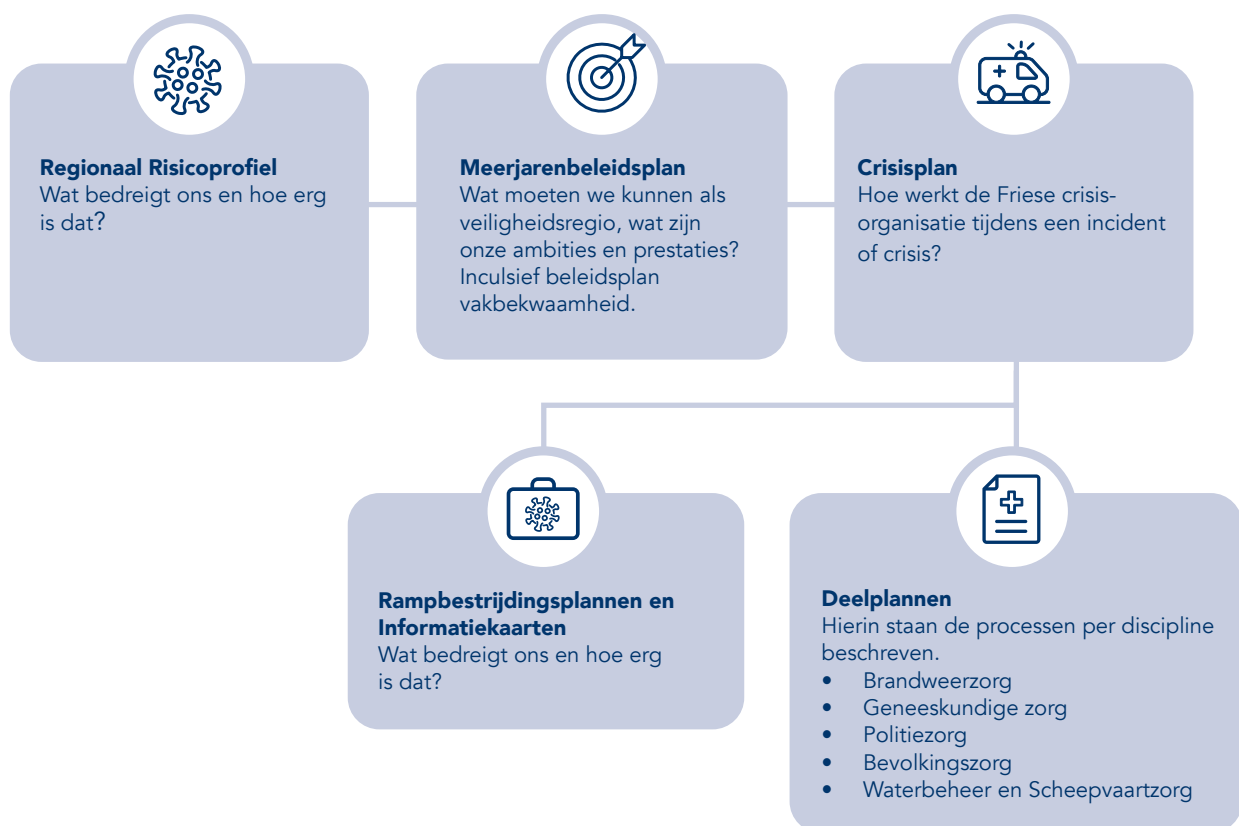 Regionaal Risicoprofiel
Wat bedreigt ons en hoe erg
is dat?
Meerjarenbeleidsplan
Wat moeten we kunnen als
veiligheidsregio, wat zijn
onze ambities en prestaties?
Inculsief beleidsplan
vakbekwaamheid.
Crisisplan
Hoe werkt de Friese crisis-
organisatie tijdens een incident
of crisis?
Rampbestrijdingsplannen en
Informatiekaarten
Wat bedreigt ons en hoe erg
is dat?
Deelplannen
Hierin staan de processen per discipline
beschreven.
• Brandweerzorg
• Geneeskundige zorg
• Politiezorg
• Bevolkingszorg
• Waterbeheer en Scheepvaartzorg